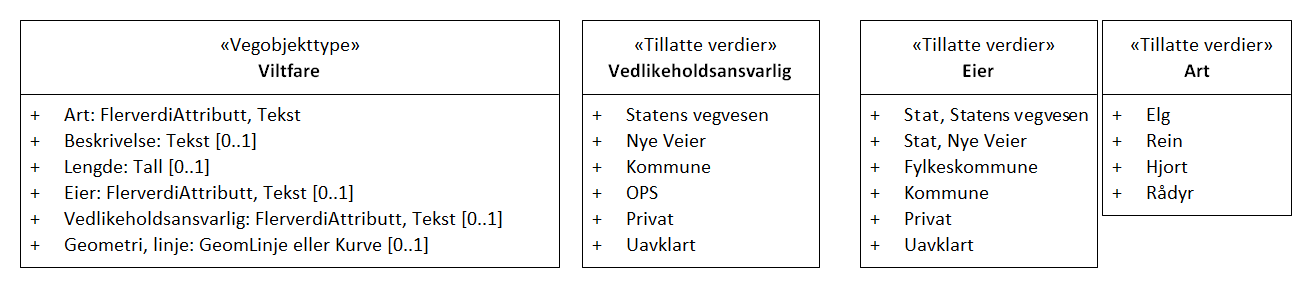 «Vegobjekttype»
Viltfare
+ Art: FlerverdiAttributt, Tekst
+ Beskrivelse: Tekst [0..1]
+ Lengde: Tall [0..1]
+ Eier: FlerverdiAttributt, Tekst [0..1]
+ Vedlikeholdsansvarlig: FlerverdiAttributt, Tekst [0..1]
+ Geometri, linje: GeomLinje eller Kurve [0..1]
«Tillatte verdier»
Vedlikeholdsansvarlig
+ Statens vegvesen
+ Nye Veier
+ Kommune
+ OPS
+ Privat
+ Uavklart
«Tillatte verdier»
Eier
+ Stat, Statens vegvesen
+ Stat, Nye Veier
+ Fylkeskommune
+ Kommune
+ Privat
+ Uavklart
«Tillatte verdier»
Art
+ Elg
+ Rein
+ Hjort
+ Rådyr